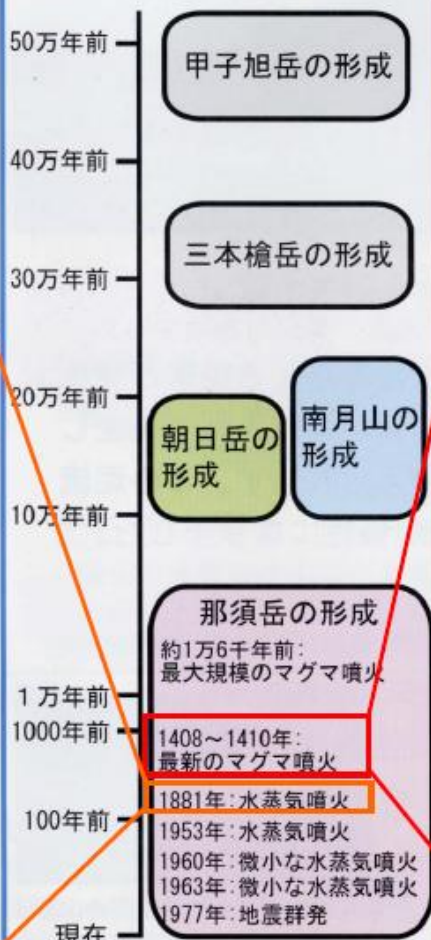 50万年前
甲子旭岳の形成
40万年前
三本槍岳の形成
30万年前
20万年前
朝日岳の
形成
南月山の
形成
10万年前
那須岳の形成
約1万6千年前:
最大規模のマグマ噴火
1万年前
1000年前
1408～1410年:
最新のマグマ噴火
1881年:水蒸気噴火
100年前
1953年:水蒸気噴火
1960年:微小な水蒸気噴火
1963年:微小な水蒸気噴火
1977年:地震群発
現在